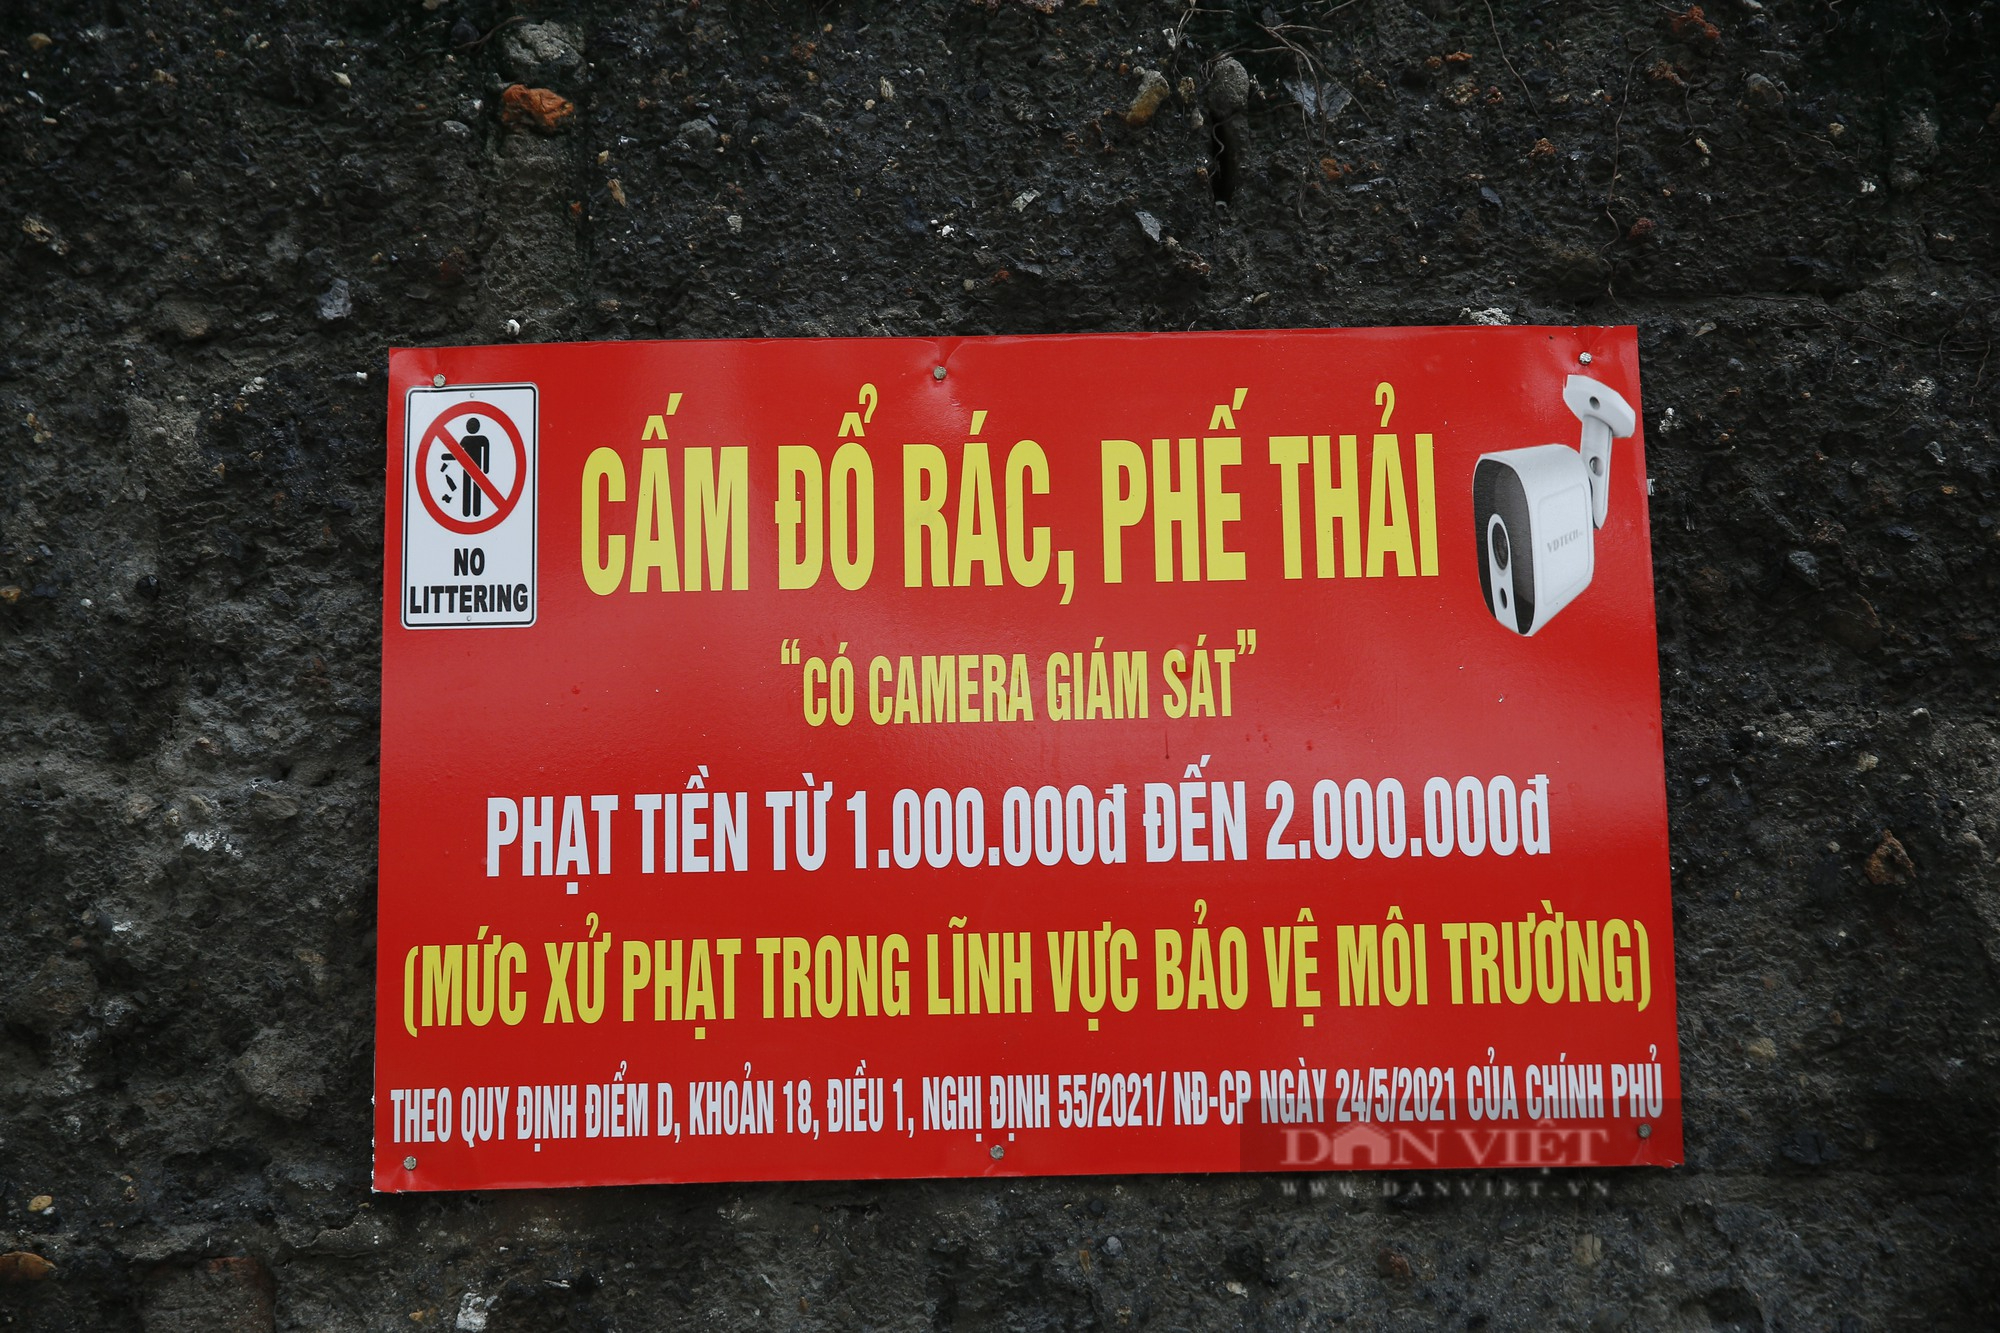 NO
LITTERING
CẤM ĐỔ RÁC, PHẾ THẢI
VDTECH
"CÓ CAMERA GIÁM SÁT"
PHẠT TIỀN TỪ 1.000.000đ ĐẾN 2.000.000đ
(MỨC XỬ PHẠT TRONG LĨNH VỰC BẢO VỆ MÔI TRƯỜNG)
THEO QUY ĐỊNH ĐIỂM D, KHOẢN 18, ĐIỀU 1, NGHỊ ĐỊNH 55/2021/ NĐ-CP NGÀY 24/5/2021 CỦA CHÍNH PHỦ
DÂN VIỆT
WWW.DANVIET.VN